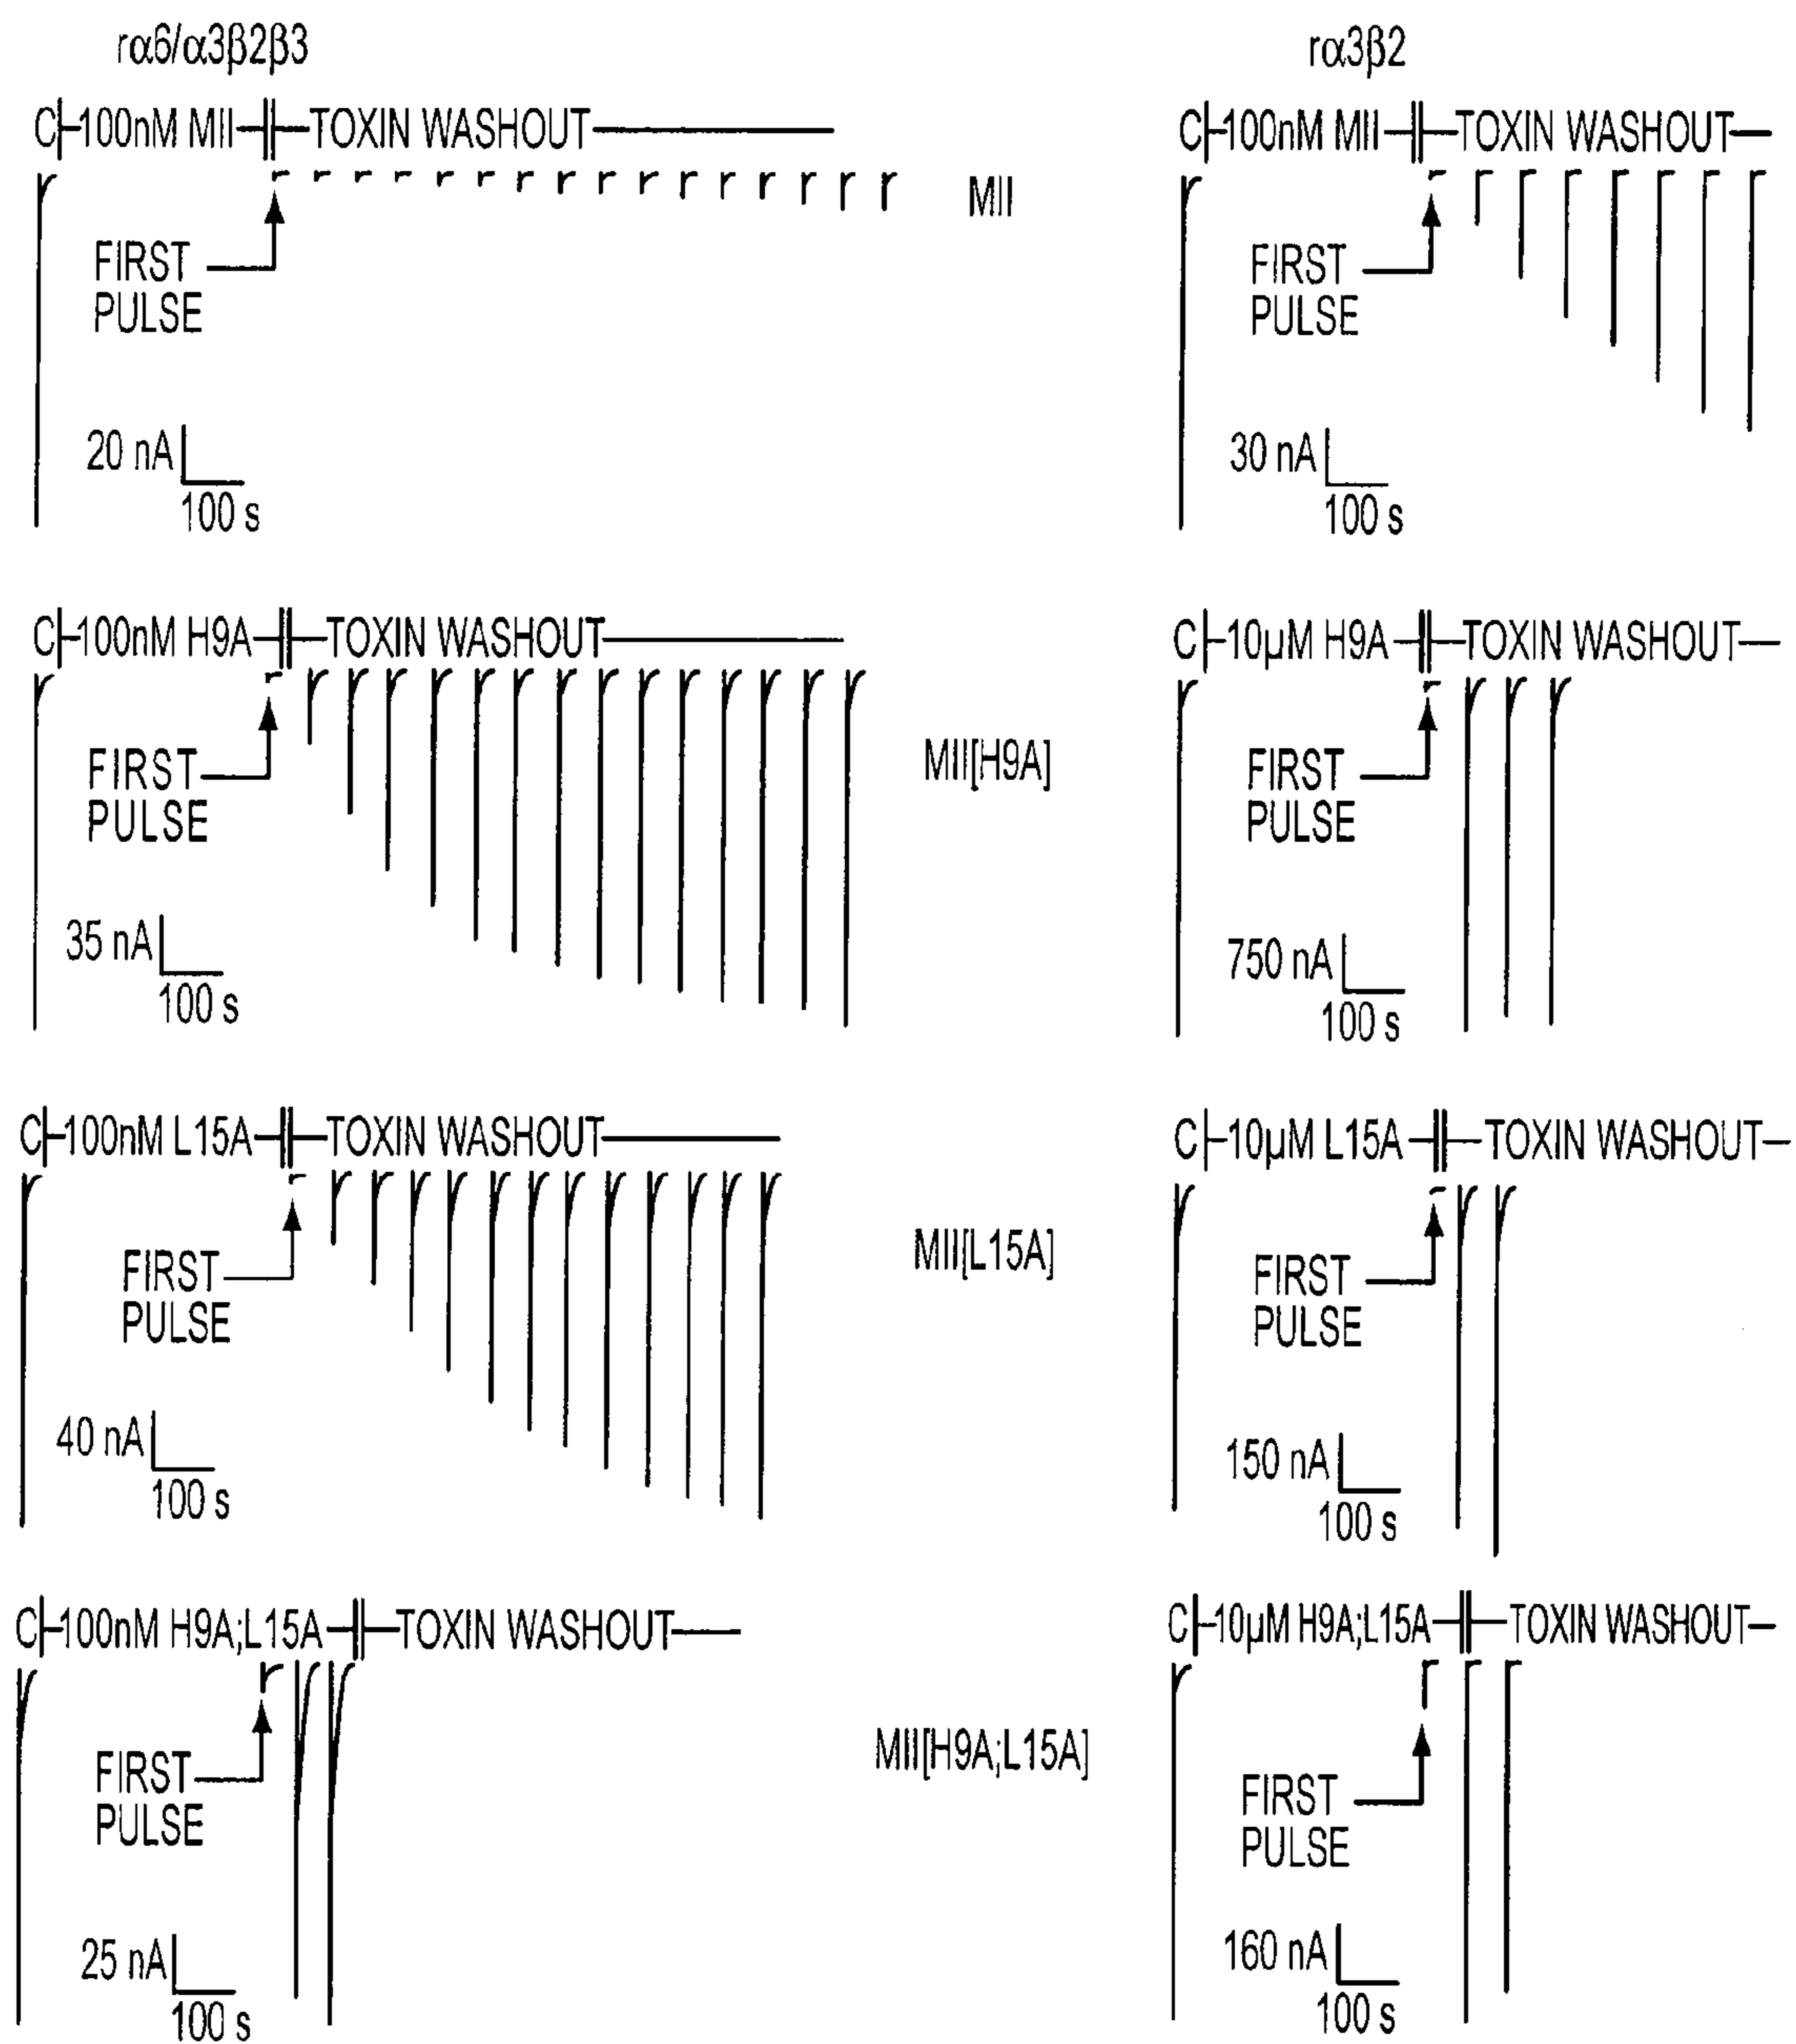 rα6/α3β2β3
rα3β2
C 100nM MII TOXIN WASHOUT
FIRST
PULSE
20 nA
100 s
MII
C 100nM MII TOXIN WASHOUT
FIRST
PULSE
30 nA
100 s
C 100nM H9A TOXIN WASHOUT
FIRST
PULSE
35 nA
100 s
MII[H9A]
C 10μM H9A TOXIN WASHOUT
FIRST
PULSE
750 nA
100 s
C 100nM L15A TOXIN WASHOUT
FIRST
PULSE
40 nA
100 s
MII[L15A]
C 10μM L15A TOXIN WASHOUT
FIRST
PULSE
150 nA
100 s
C 100nM H9A;L15A TOXIN WASHOUT
FIRST
PULSE
25 nA
100 s
MII[H9A;L15A]
C 10μM H9A;L15A TOXIN WASHOUT
FIRST
PULSE
160 nA
100 s